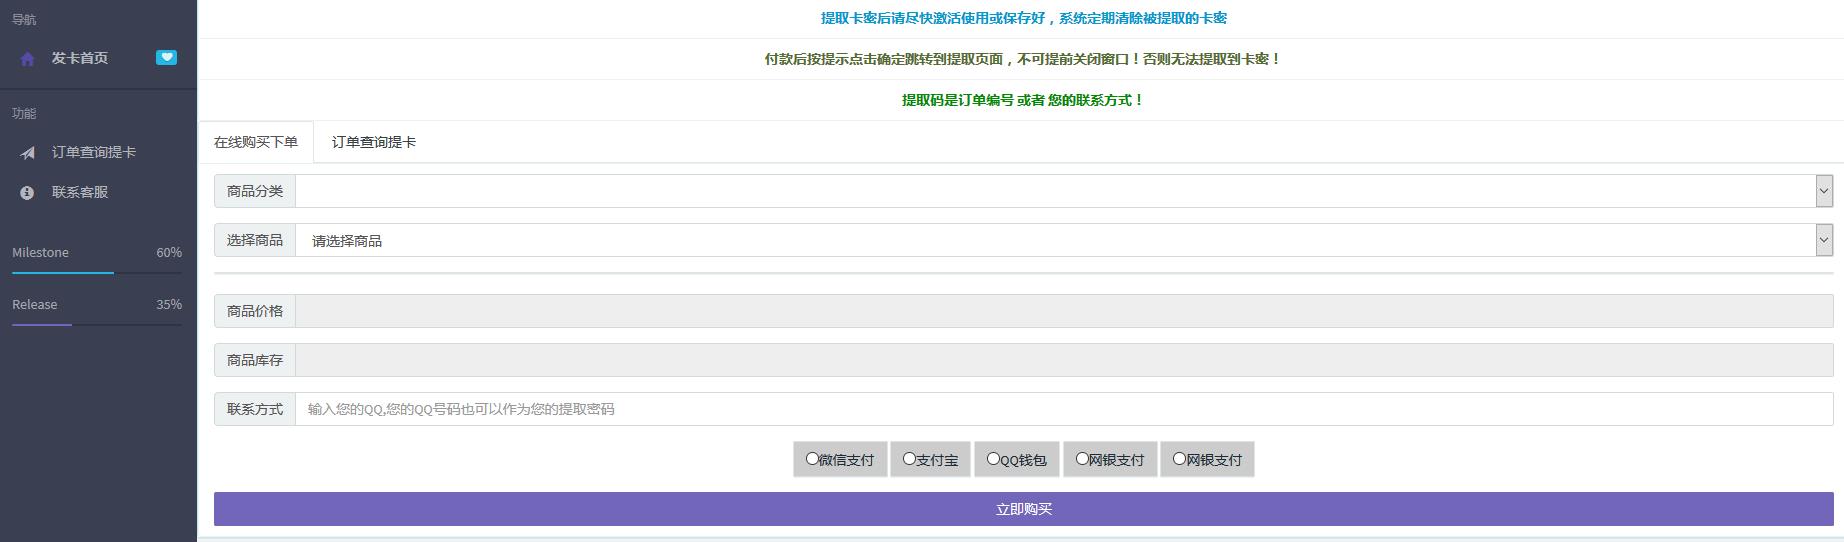 导航
发卡首页
功能
订单查询提卡
联系客服
Milestone 60%
Release 35%
提取卡密后请尽快激活使用或保存好，系统定期清除被提取的卡密
付款后按提示点击确定跳转到提取页面，不可提前关闭窗口！否则无法提取到卡密！
提取码是订单编号 或者 您的联系方式！
在线购买下单 订单查询提卡
商品分类
选择商品 请选择商品
商品价格
商品库存
联系方式 输入您的QQ,您的QQ号码也可以作为您的提取密码
微信支付 支付宝 QQ钱包 网银支付 网银支付
立即购买